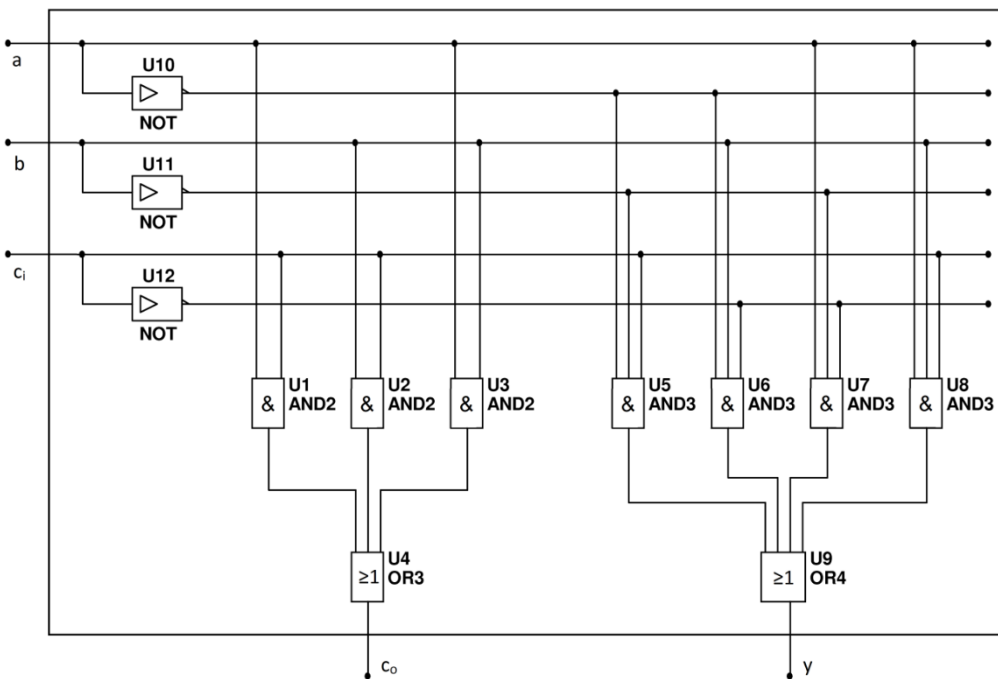 a
U10
NOT
b
U11
NOT
cᵢ
U12
NOT
& U1 AND2
& U2 AND2
& U3 AND2
& U5 AND3
& U6 AND3
& U7 AND3
& U8 AND3
≥1 U4 OR3
≥1 U9 OR4
cₒ
y